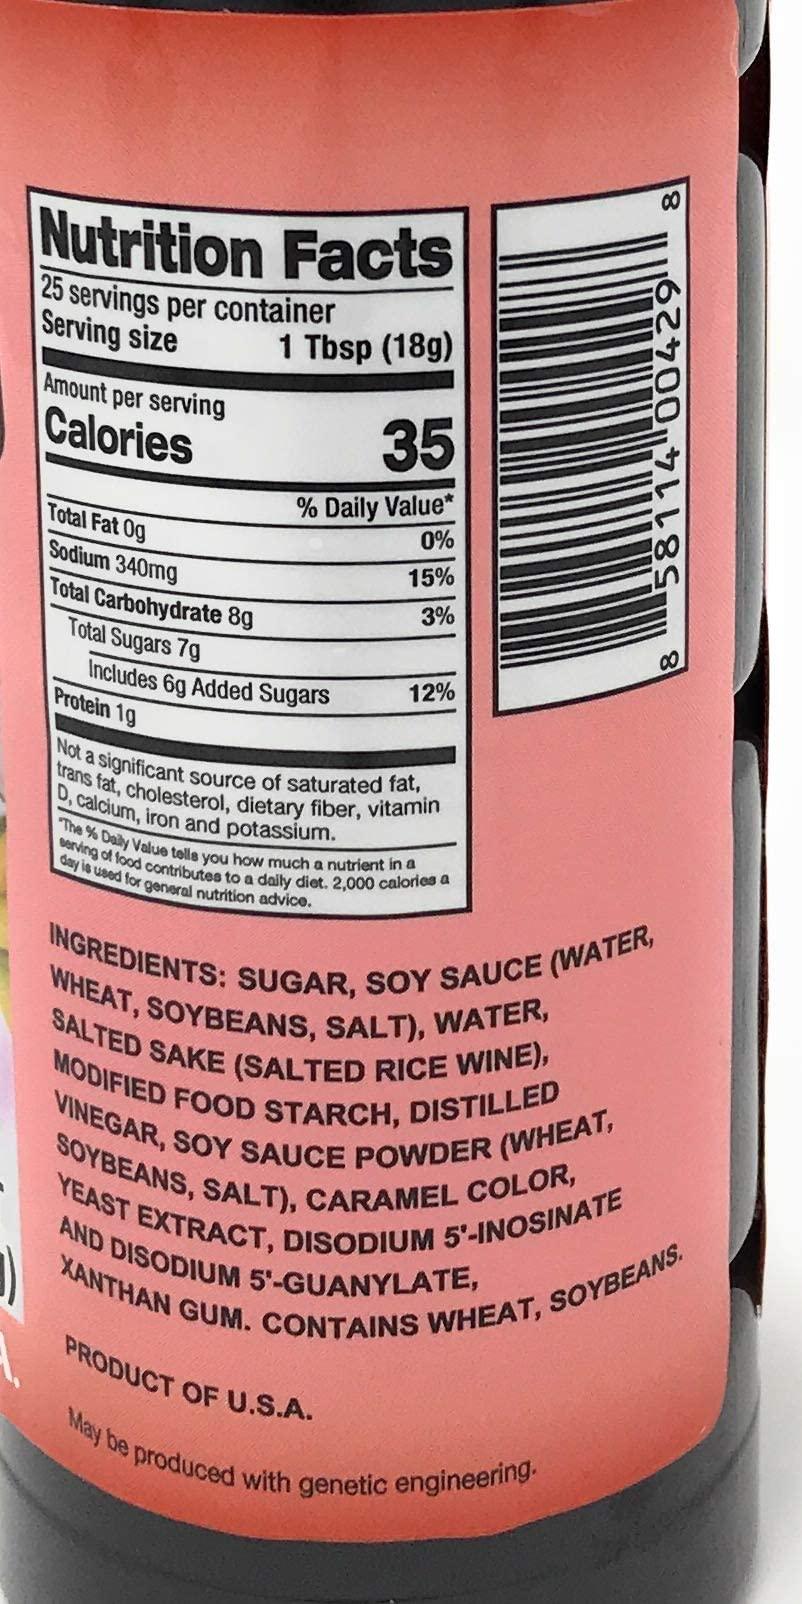 Nutrition Facts
25 servings per container
Serving size 1 Tbsp (18g)
Amount per serving
Calories 35
% Daily Value*
Total Fat 0g 0%
Sodium 340mg 15%
Total Carbohydrate 8g 3%
Total Sugars 7g
Includes 6g Added Sugars 12%
Protein 1g
Not a significant source of saturated fat,
trans fat, cholesterol, dietary fiber, vitamin
D, calcium, iron and potassium.
*The % Daily Value tells you how much a nutrient in a
serving of food contributes to a daily diet. 2,000 calories a
day is used for general nutrition advice.
8 58114 00429 8
INGREDIENTS: SUGAR, SOY SAUCE (WATER,
WHEAT, SOYBEANS, SALT), WATER,
SALTED SAKE (SALTED RICE WINE),
MODIFIED FOOD STARCH, DISTILLED
VINEGAR, SOY SAUCE POWDER (WHEAT,
SOYBEANS, SALT), CARAMEL COLOR,
YEAST EXTRACT, DISODIUM 5'-INOSINATE
AND DISODIUM 5'-GUANYLATE,
XANTHAN GUM. CONTAINS WHEAT, SOYBEANS.
PRODUCT OF U.S.A.
May be produced with genetic engineering.